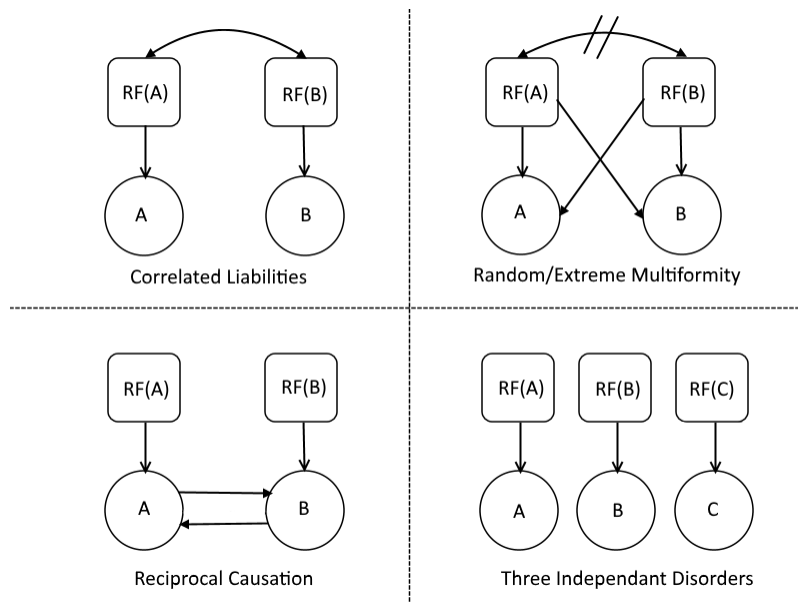 RF(A)
RF(B)
A
B
Correlated Liabilities
RF(A)
RF(B)
A
B
Random/Extreme Multiformity
RF(A)
RF(B)
A
B
Reciprocal Causation
RF(A)
RF(B)
RF(C)
A
B
C
Three Independant Disorders